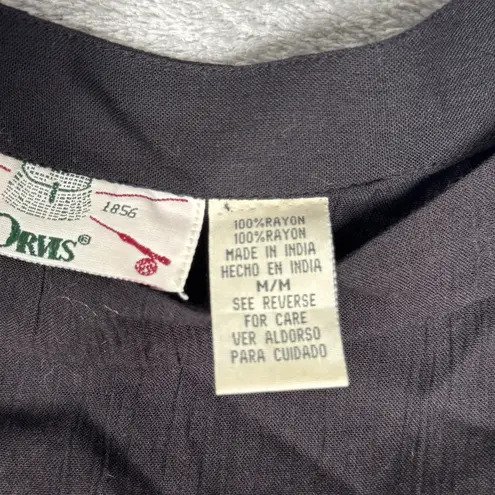 1856
ORVIS®
100%RAYON
100%RAYON
MADE IN INDIA
HECHO EN INDIA
M/M
SEE REVERSE
FOR CARE
VER ALDORSO
PARA CUIDADO